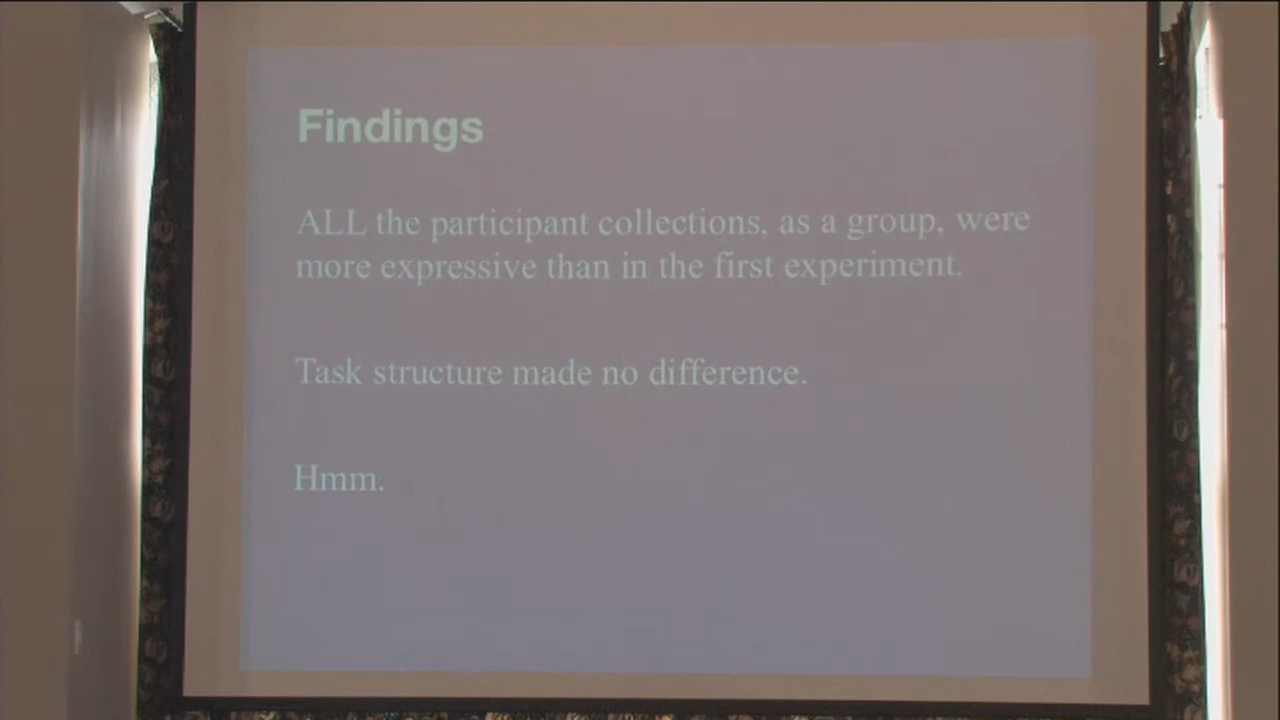 Findings
ALL the participant collections, as a group, were
more expressive than in the first experiment.
Task structure made no difference.
Hmm.